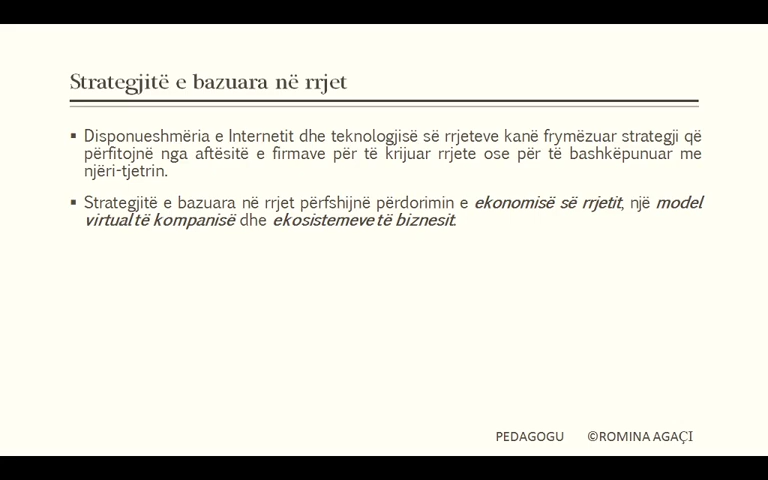 Strategjitë e bazuara në rrjet
▪ Disponueshmëria e Internetit dhe teknologjisë së rrjeteve kanë frymëzuar strategji që
përfitojnë nga aftësitë e firmave për të krijuar rrjete ose për të bashkëpunuar me
njëri-tjetrin.
▪ Strategjitë e bazuara në rrjet përfshijnë përdorimin e ekonomisë së rrjetit, një model
virtual të kompanisë dhe ekosistemeve të biznesit.
PEDAGOGU ©ROMINA AGAÇI